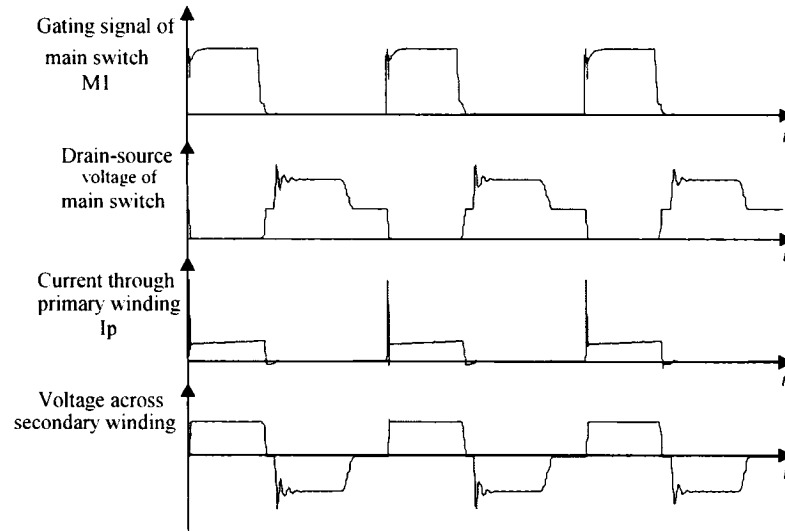 Gating signal of
main switch
M1
t
Drain-source
voltage of
main switch
t
Current through
primary winding
Ip
t
Voltage across
secondary winding
t